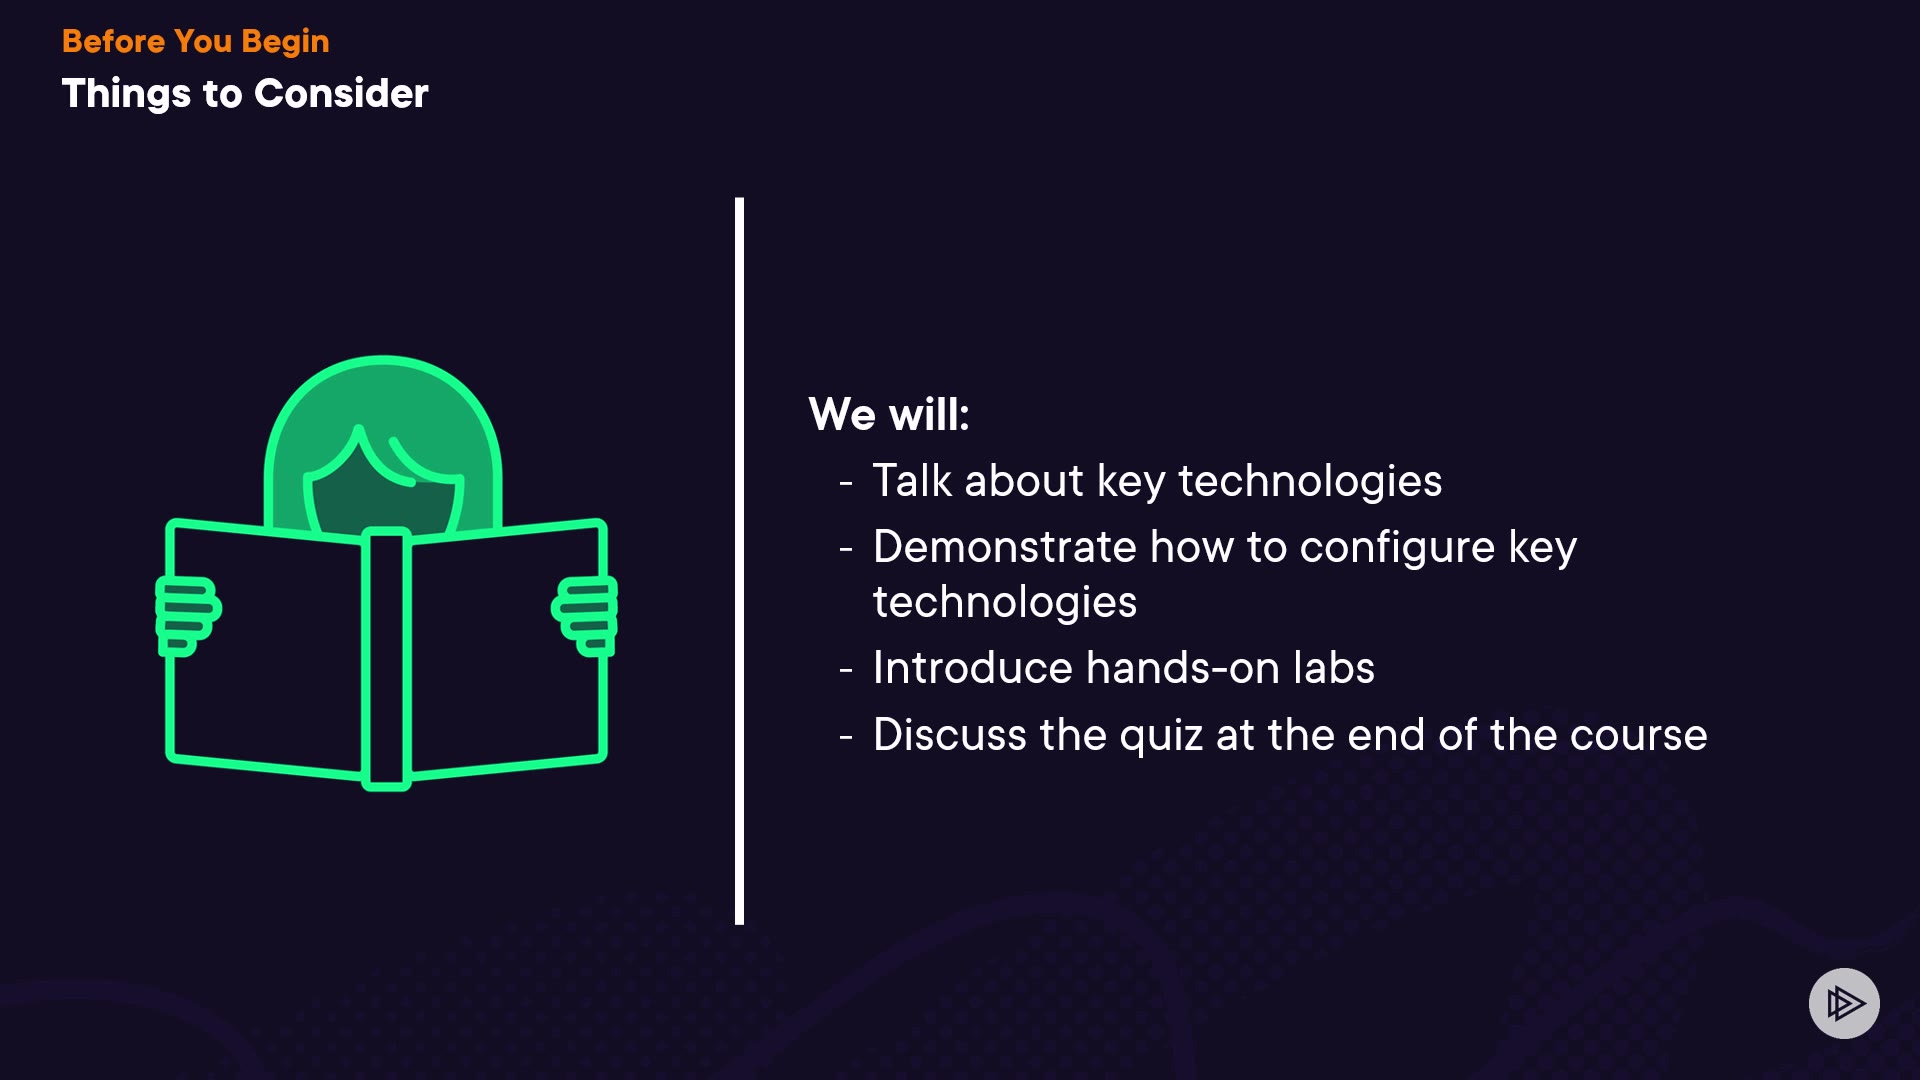 Before You Begin
Things to Consider
We will:
- Talk about key technologies
- Demonstrate how to configure key
technologies
- Introduce hands-on labs
- Discuss the quiz at the end of the course